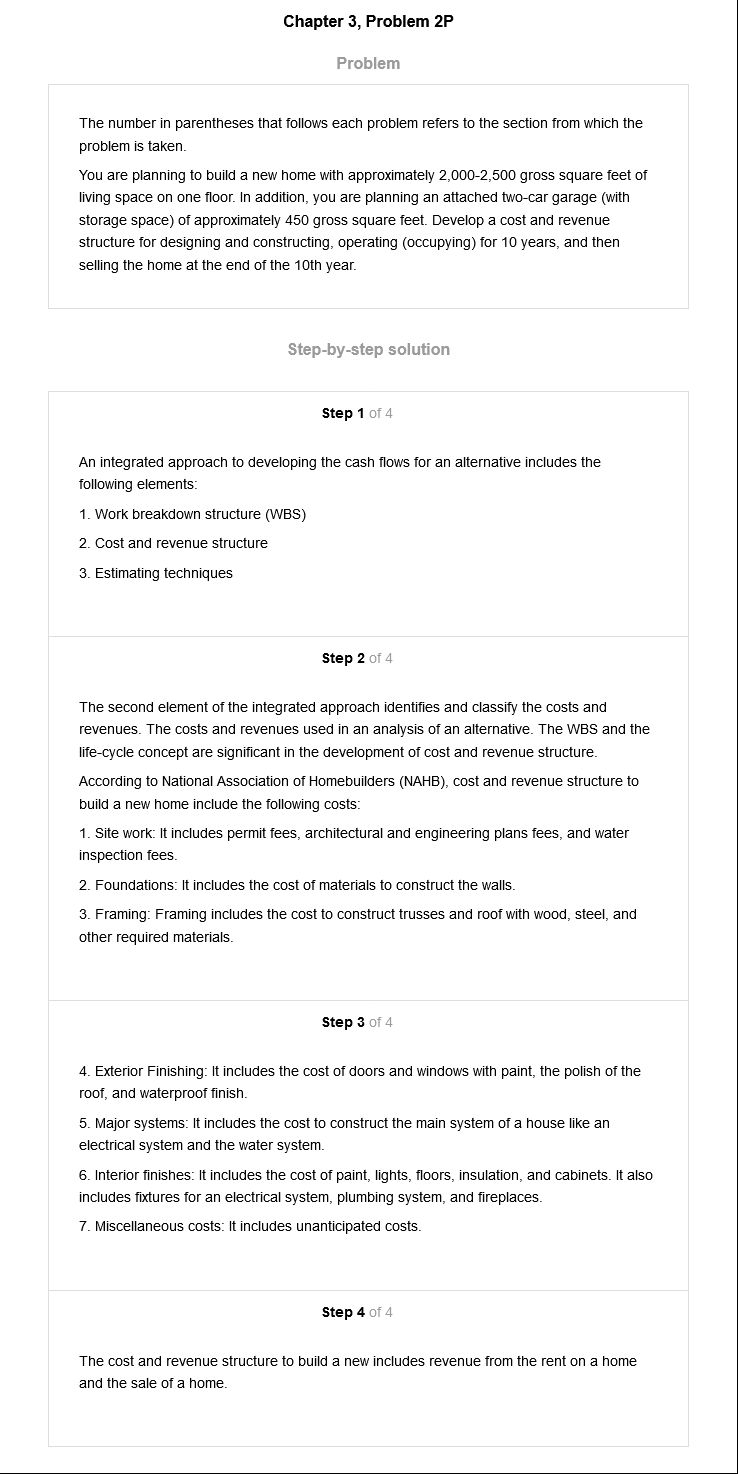 Chapter 3, Problem 2P
Problem
The number in parentheses that follows each problem refers to the section from which the
problem is taken.
You are planning to build a new home with approximately 2,000-2,500 gross square feet of
living space on one floor. In addition, you are planning an attached two-car garage (with
storage space) of approximately 450 gross square feet. Develop a cost and revenue
structure for designing and constructing, operating (occupying) for 10 years, and then
selling the home at the end of the 10th year.
Step-by-step solution
Step 1 of 4
An integrated approach to developing the cash flows for an alternative includes the
following elements:
1. Work breakdown structure (WBS)
2. Cost and revenue structure
3. Estimating techniques
Step 2 of 4
The second element of the integrated approach identifies and classify the costs and
revenues. The costs and revenues used in an analysis of an alternative. The WBS and the
life-cycle concept are significant in the development of cost and revenue structure.
According to National Association of Homebuilders (NAHB), cost and revenue structure to
build a new home include the following costs:
1. Site work: It includes permit fees, architectural and engineering plans fees, and water
inspection fees.
2. Foundations: It includes the cost of materials to construct the walls.
3. Framing: Framing includes the cost to construct trusses and roof with wood, steel, and
other required materials.
Step 3 of 4
4. Exterior Finishing: It includes the cost of doors and windows with paint, the polish of the
roof, and waterproof finish.
5. Major systems: It includes the cost to construct the main system of a house like an
electrical system and the water system.
6. Interior finishes: It includes the cost of paint, lights, floors, insulation, and cabinets. It also
includes fixtures for an electrical system, plumbing system, and fireplaces.
7. Miscellaneous costs: It includes unanticipated costs.
Step 4 of 4
The cost and revenue structure to build a new includes revenue from the rent on a home
and the sale of a home.